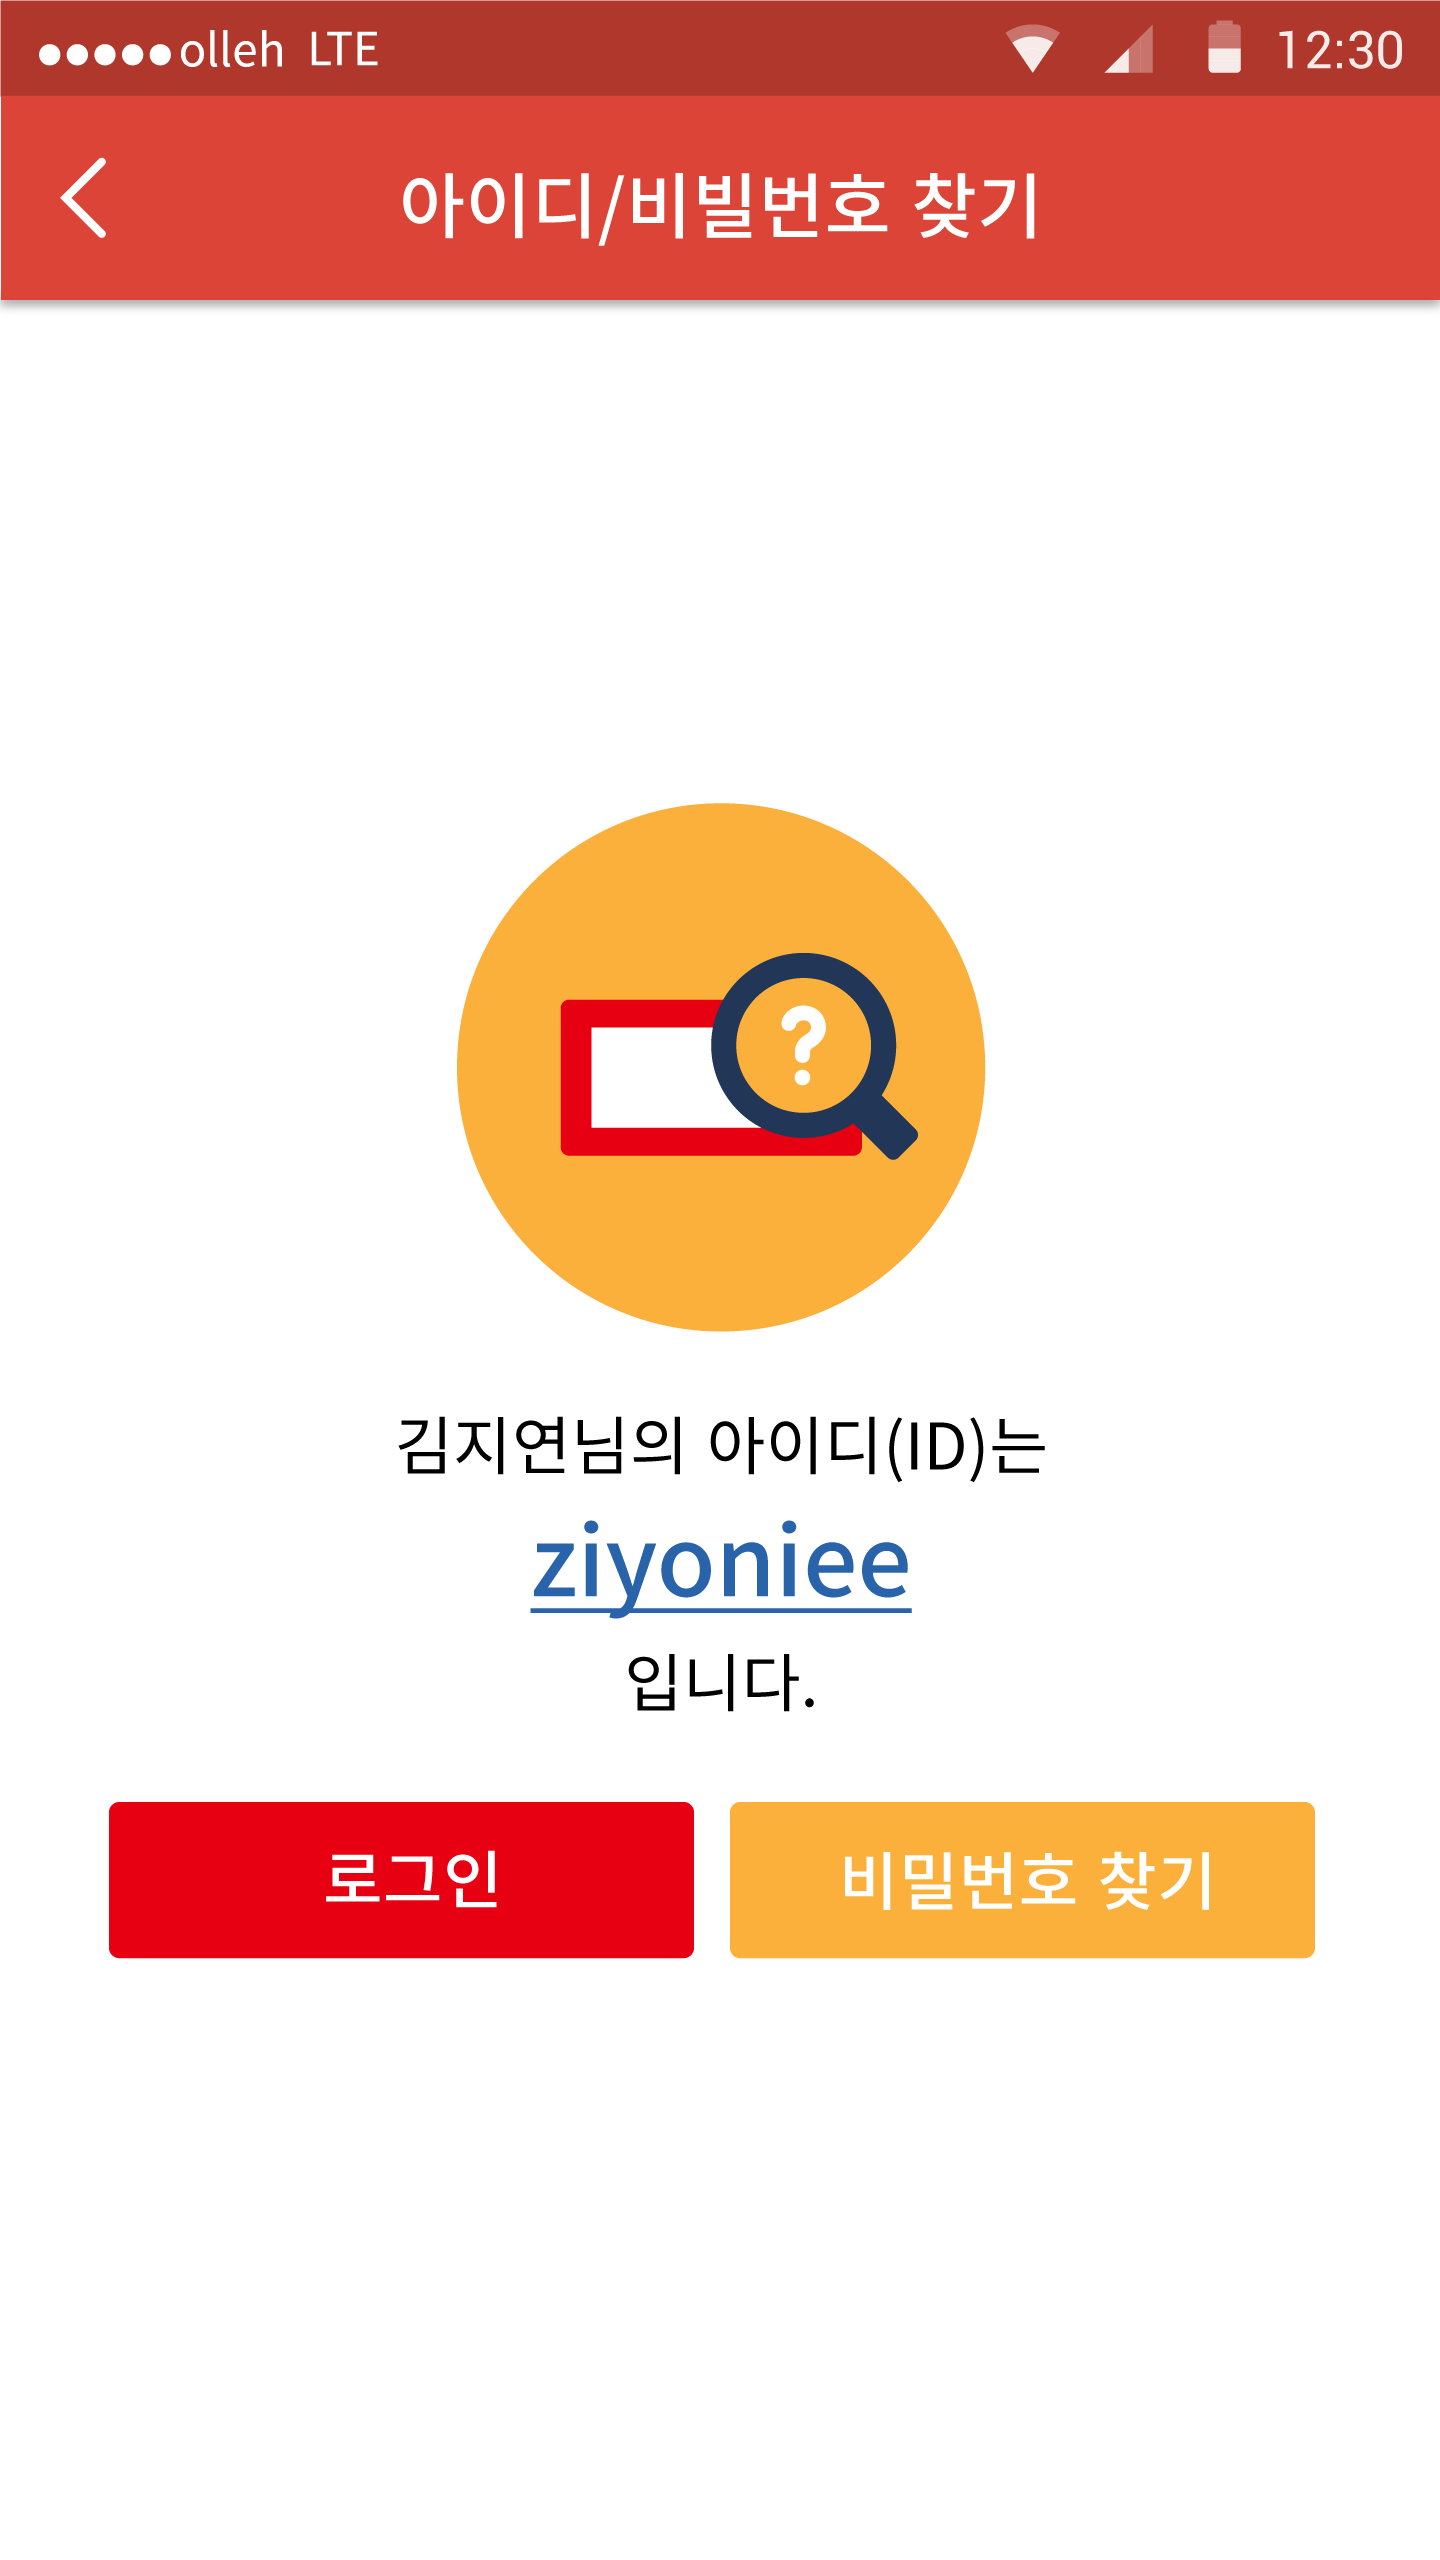 ●●●●●olleh LTE 12:30
아이디/비빌번호 찾기
?
김지연님의 아이디(ID)는
ziyoniee
입니다.
로그인
비밀번호 찾기